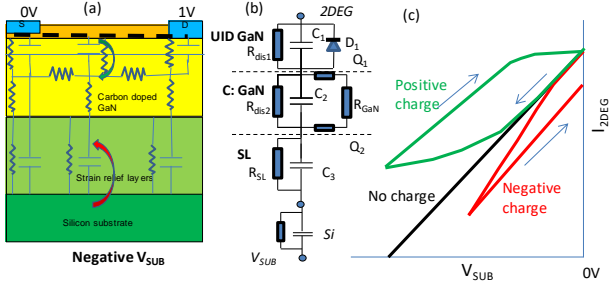 (a)
0V
1V
S
D
Carbon doped
GaN
Strain relief layers
Silicon substrate
Negative VSUB
(b)
2DEG
UID GaN
Rdis1
C1
D1
Q1
C: GaN
Rdis2
C2
RGaN
Q2
SL
RSL
C3
Si
VSUB
(c)
Positive
charge
No charge
Negative
charge
I2DEG
VSUB
0V